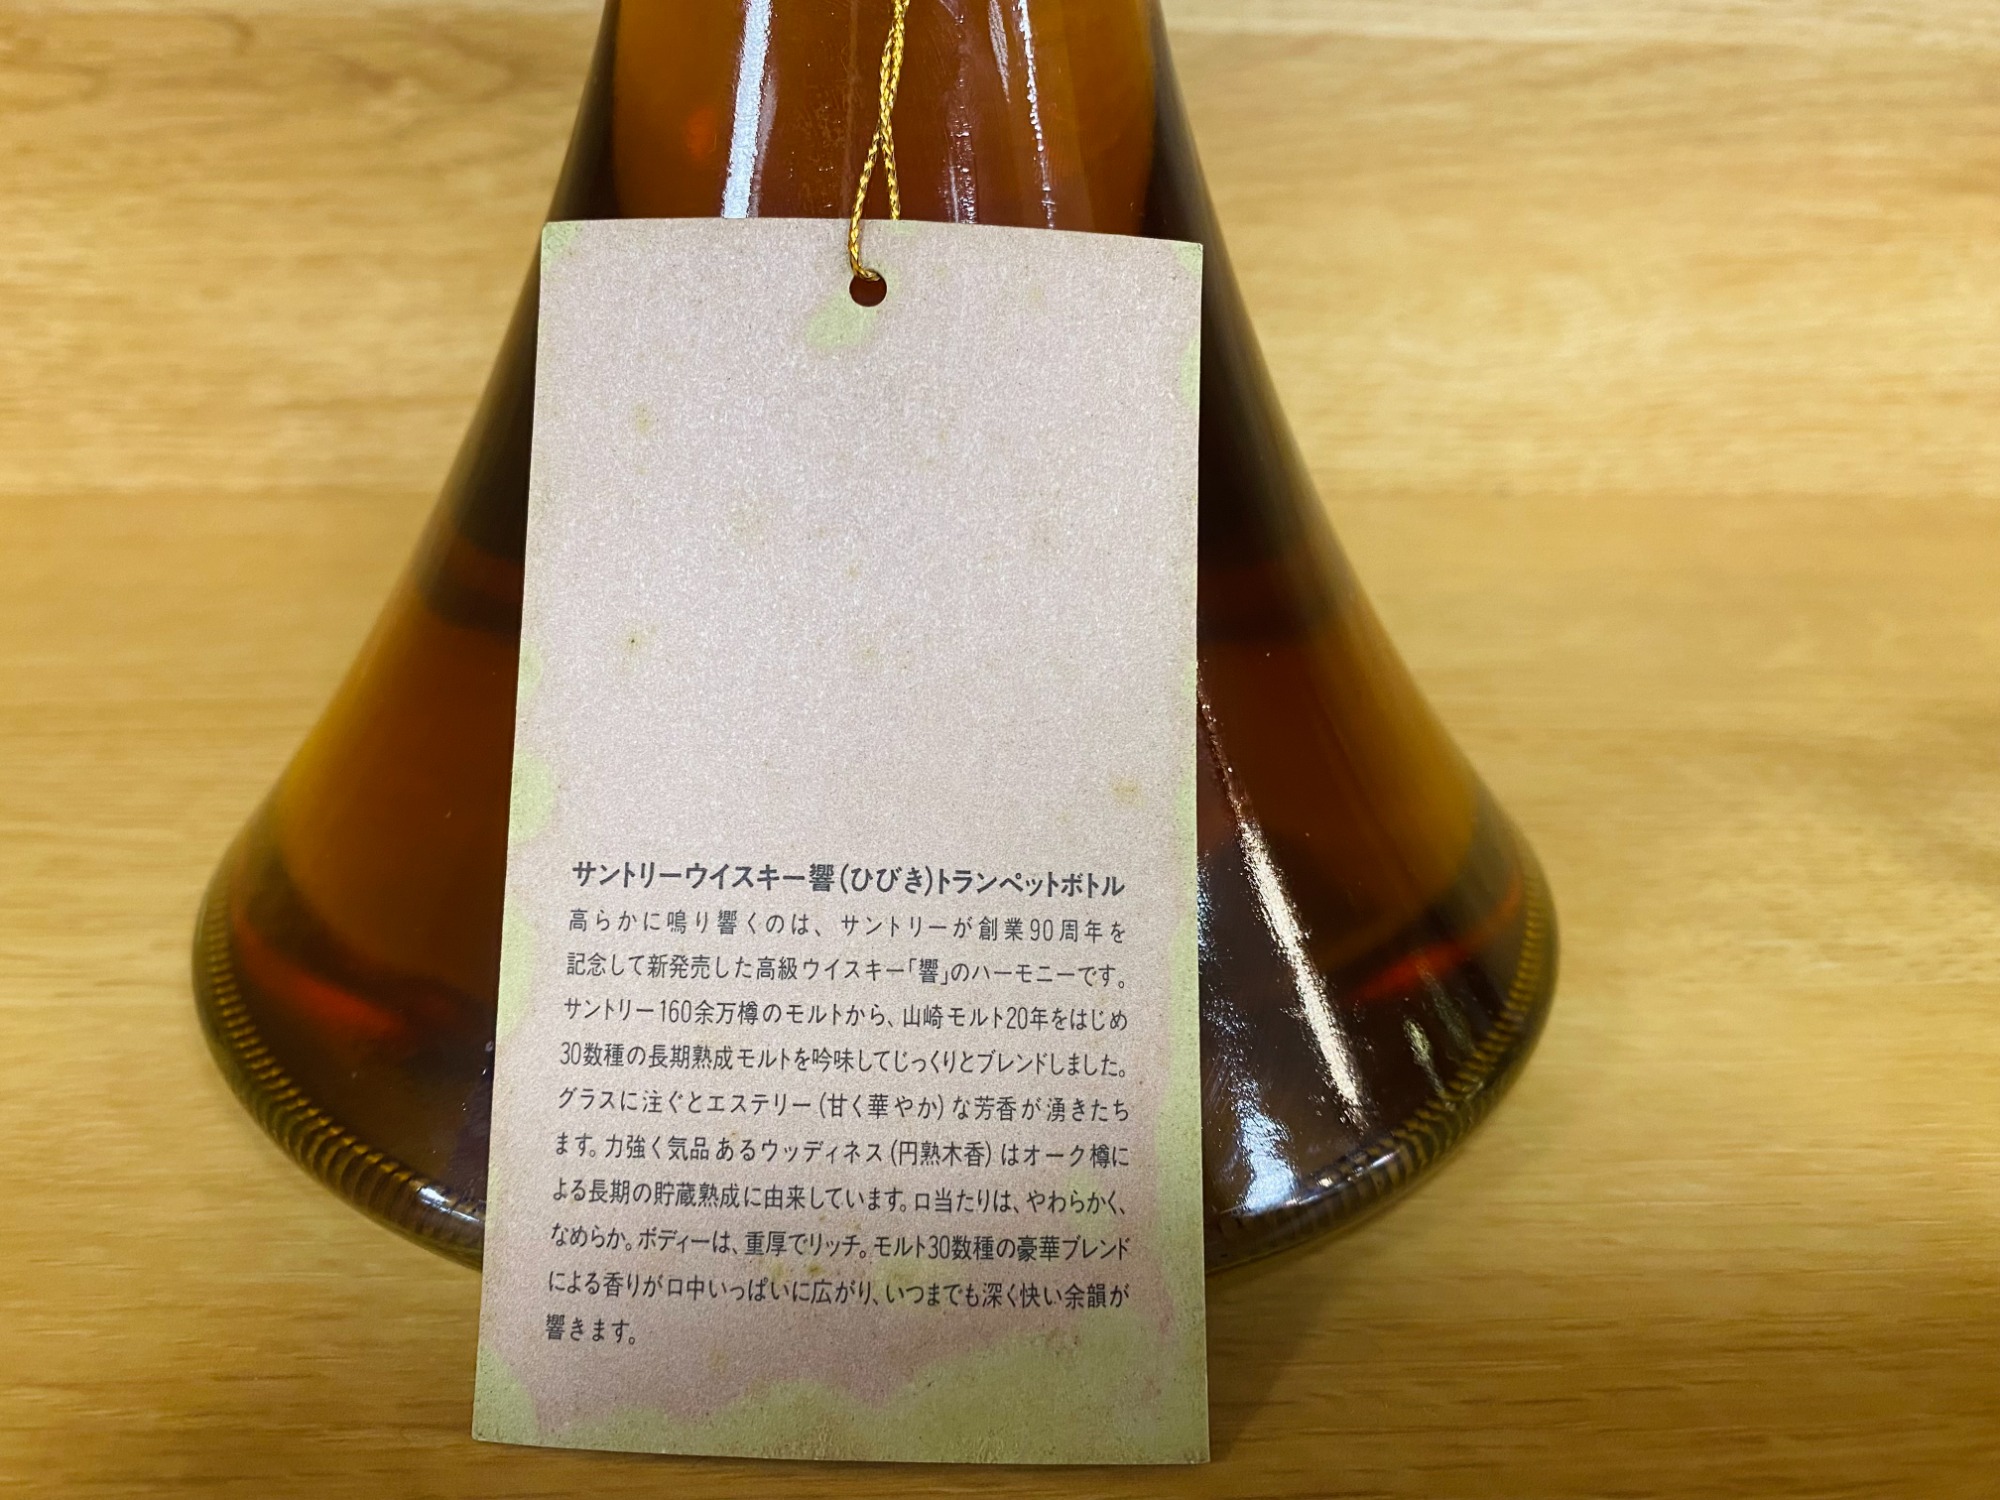 サントリーウイスキー響(ひびき)トランペットボトル
高らかに鳴り響くのは、サントリーが創業90周年を
記念して新発売した高級ウイスキー「響」のハーモニーです。
サントリー160余万樽のモルトから、山崎モルト20年をはじめ
30数種の長期熟成モルトを吟味してじっくりとブレンドしました。
グラスに注ぐとエステリー(甘く華やか)な芳香が湧きたち
ます。力強く気品あるウッディネス(円熟木香)はオーク樽に
よる長期の貯蔵熟成に由来しています。口当たりは、やわらかく、
なめらか。ボディーは、重厚でリッチ。モルト30数種の豪華ブレンド
による香りが口中いっぱいに広がり、いつまでも深く快い余韻が
響きます。